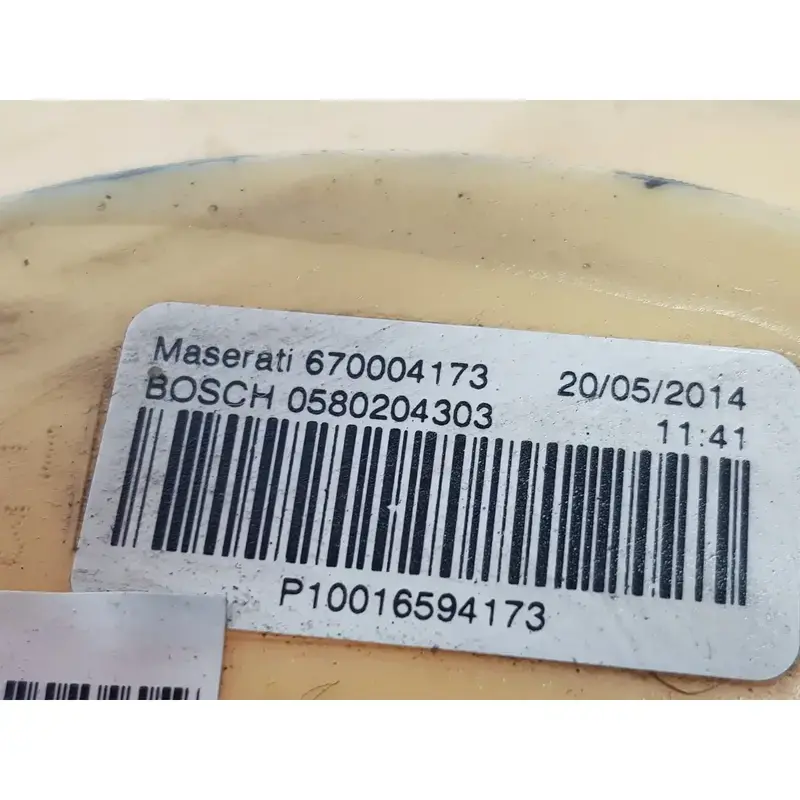 Maserati 670004173 20/05/2014
BOSCH 0580204303 11:41
P10016594173